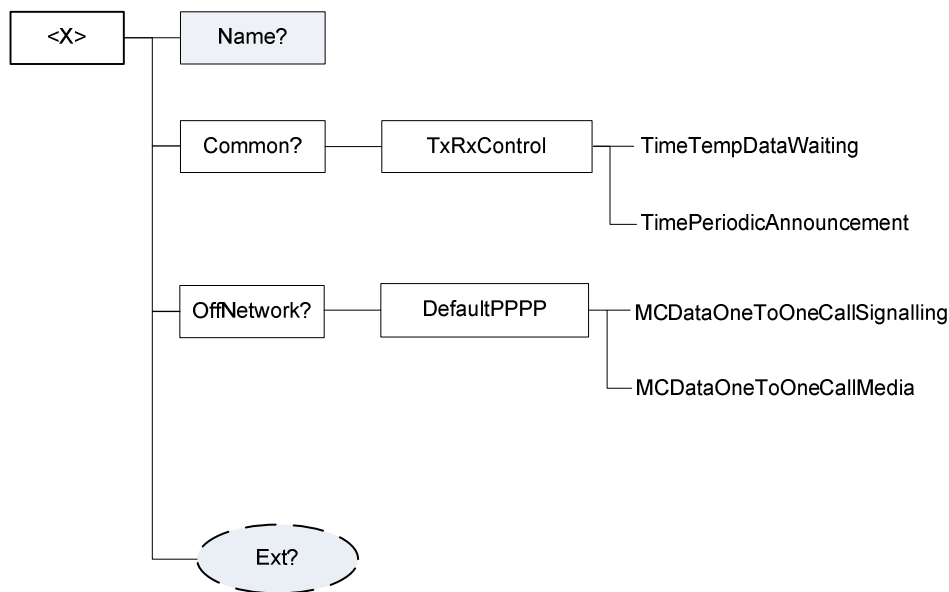 <X>
Name?
Common?
TxRxControl
TimeTempDataWaiting
TimePeriodicAnnouncement
OffNetwork?
DefaultPPPP
MCDataOneToOneCallSignalling
MCDataOneToOneCallMedia
Ext?